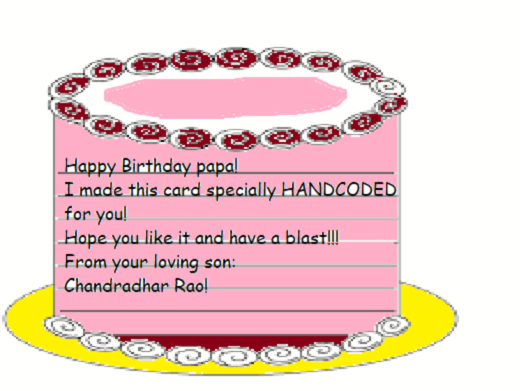 Happy Birthday papa!
I made this card specially HANDCODED
for you!
Hope you like it and have a blast!!!
From your loving son:
Chandradhar Rao!